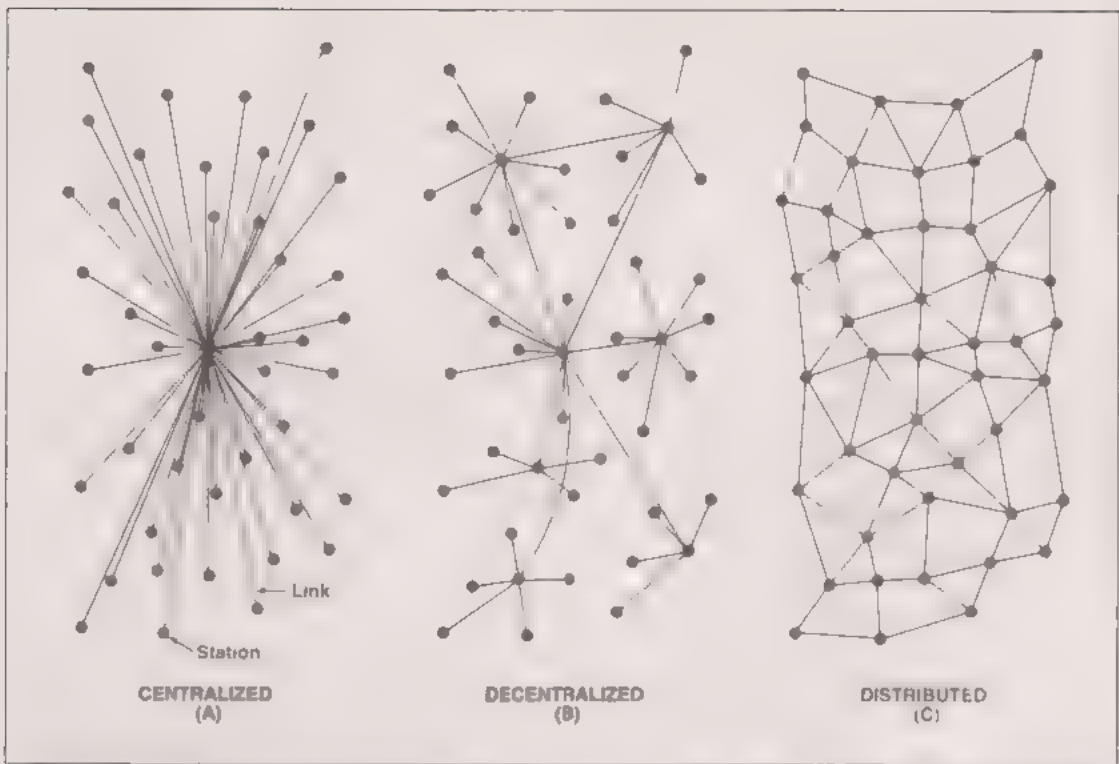 Link
Station
CENTRALIZED
(A)
DECENTRALIZED
(B)
DISTRIBUTED
(C)